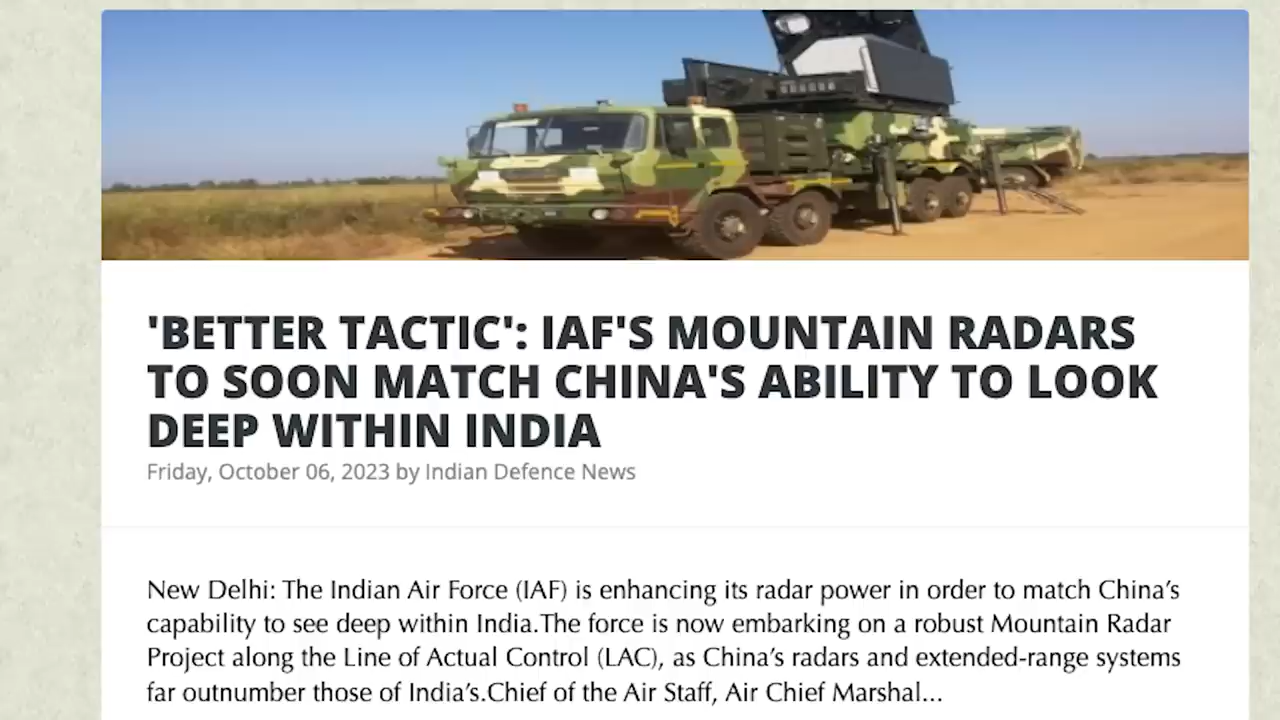 'BETTER TACTIC': IAF'S MOUNTAIN RADARS
TO SOON MATCH CHINA'S ABILITY TO LOOK
DEEP WITHIN INDIA
Friday, October 06, 2023 by Indian Defence News
New Delhi: The Indian Air Force (IAF) is enhancing its radar power in order to match China’s
capability to see deep within India.The force is now embarking on a robust Mountain Radar
Project along the Line of Actual Control (LAC), as China’s radars and extended-range systems
far outnumber those of India’s.Chief of the Air Staff, Air Chief Marshal...